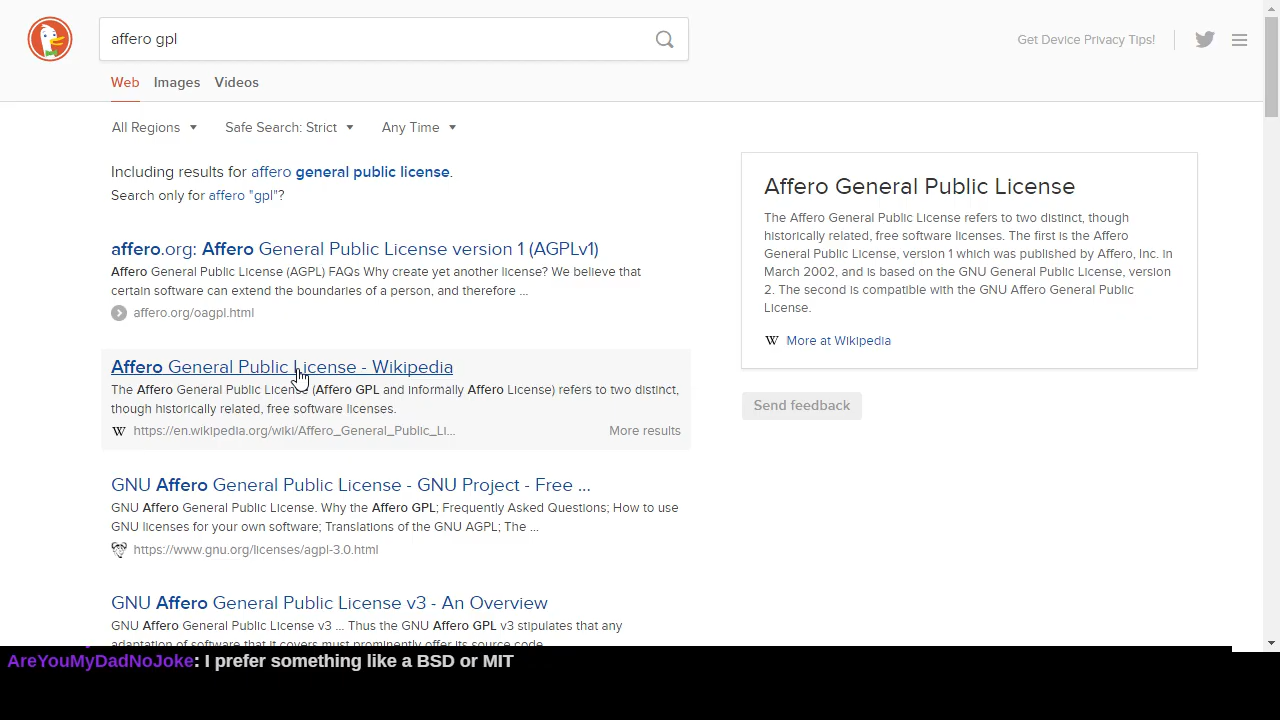 affero gpl
Get Device Privacy Tips!
Web Images Videos
All Regions Safe Search: Strict Any Time
Including results for affero general public license.
Search only for affero "gpl"?
affero.org: Affero General Public License version 1 (AGPLv1)
Affero General Public License (AGPL) FAQs Why create yet another license? We believe that
certain software can extend the boundaries of a person, and therefore ...
affero.org/oagpl.html
Affero General Public License - Wikipedia
The Affero General Public License (Affero GPL and informally Affero License) refers to two distinct,
though historically related, free software licenses.
W https://en.wikipedia.org/wiki/Affero_General_Public_Li... More results
GNU Affero General Public License - GNU Project - Free ...
GNU Affero General Public License. Why the Affero GPL; Frequently Asked Questions; How to use
GNU licenses for your own software; Translations of the GNU AGPL; The ...
https://www.gnu.org/licenses/agpl-3.0.html
GNU Affero General Public License v3 - An Overview
GNU Affero General Public License v3 ... Thus the GNU Affero GPL v3 stipulates that any
adaptation of software that it covers must prominently offer its source code
Affero General Public License
The Affero General Public License refers to two distinct, though
historically related, free software licenses. The first is the Affero
General Public License, version 1 which was published by Affero, Inc. in
March 2002, and is based on the GNU General Public License, version
2. The second is compatible with the GNU Affero General Public
License.
W More at Wikipedia
Send feedback
AreYouMyDadNoJoke: I prefer something like a BSD or MIT